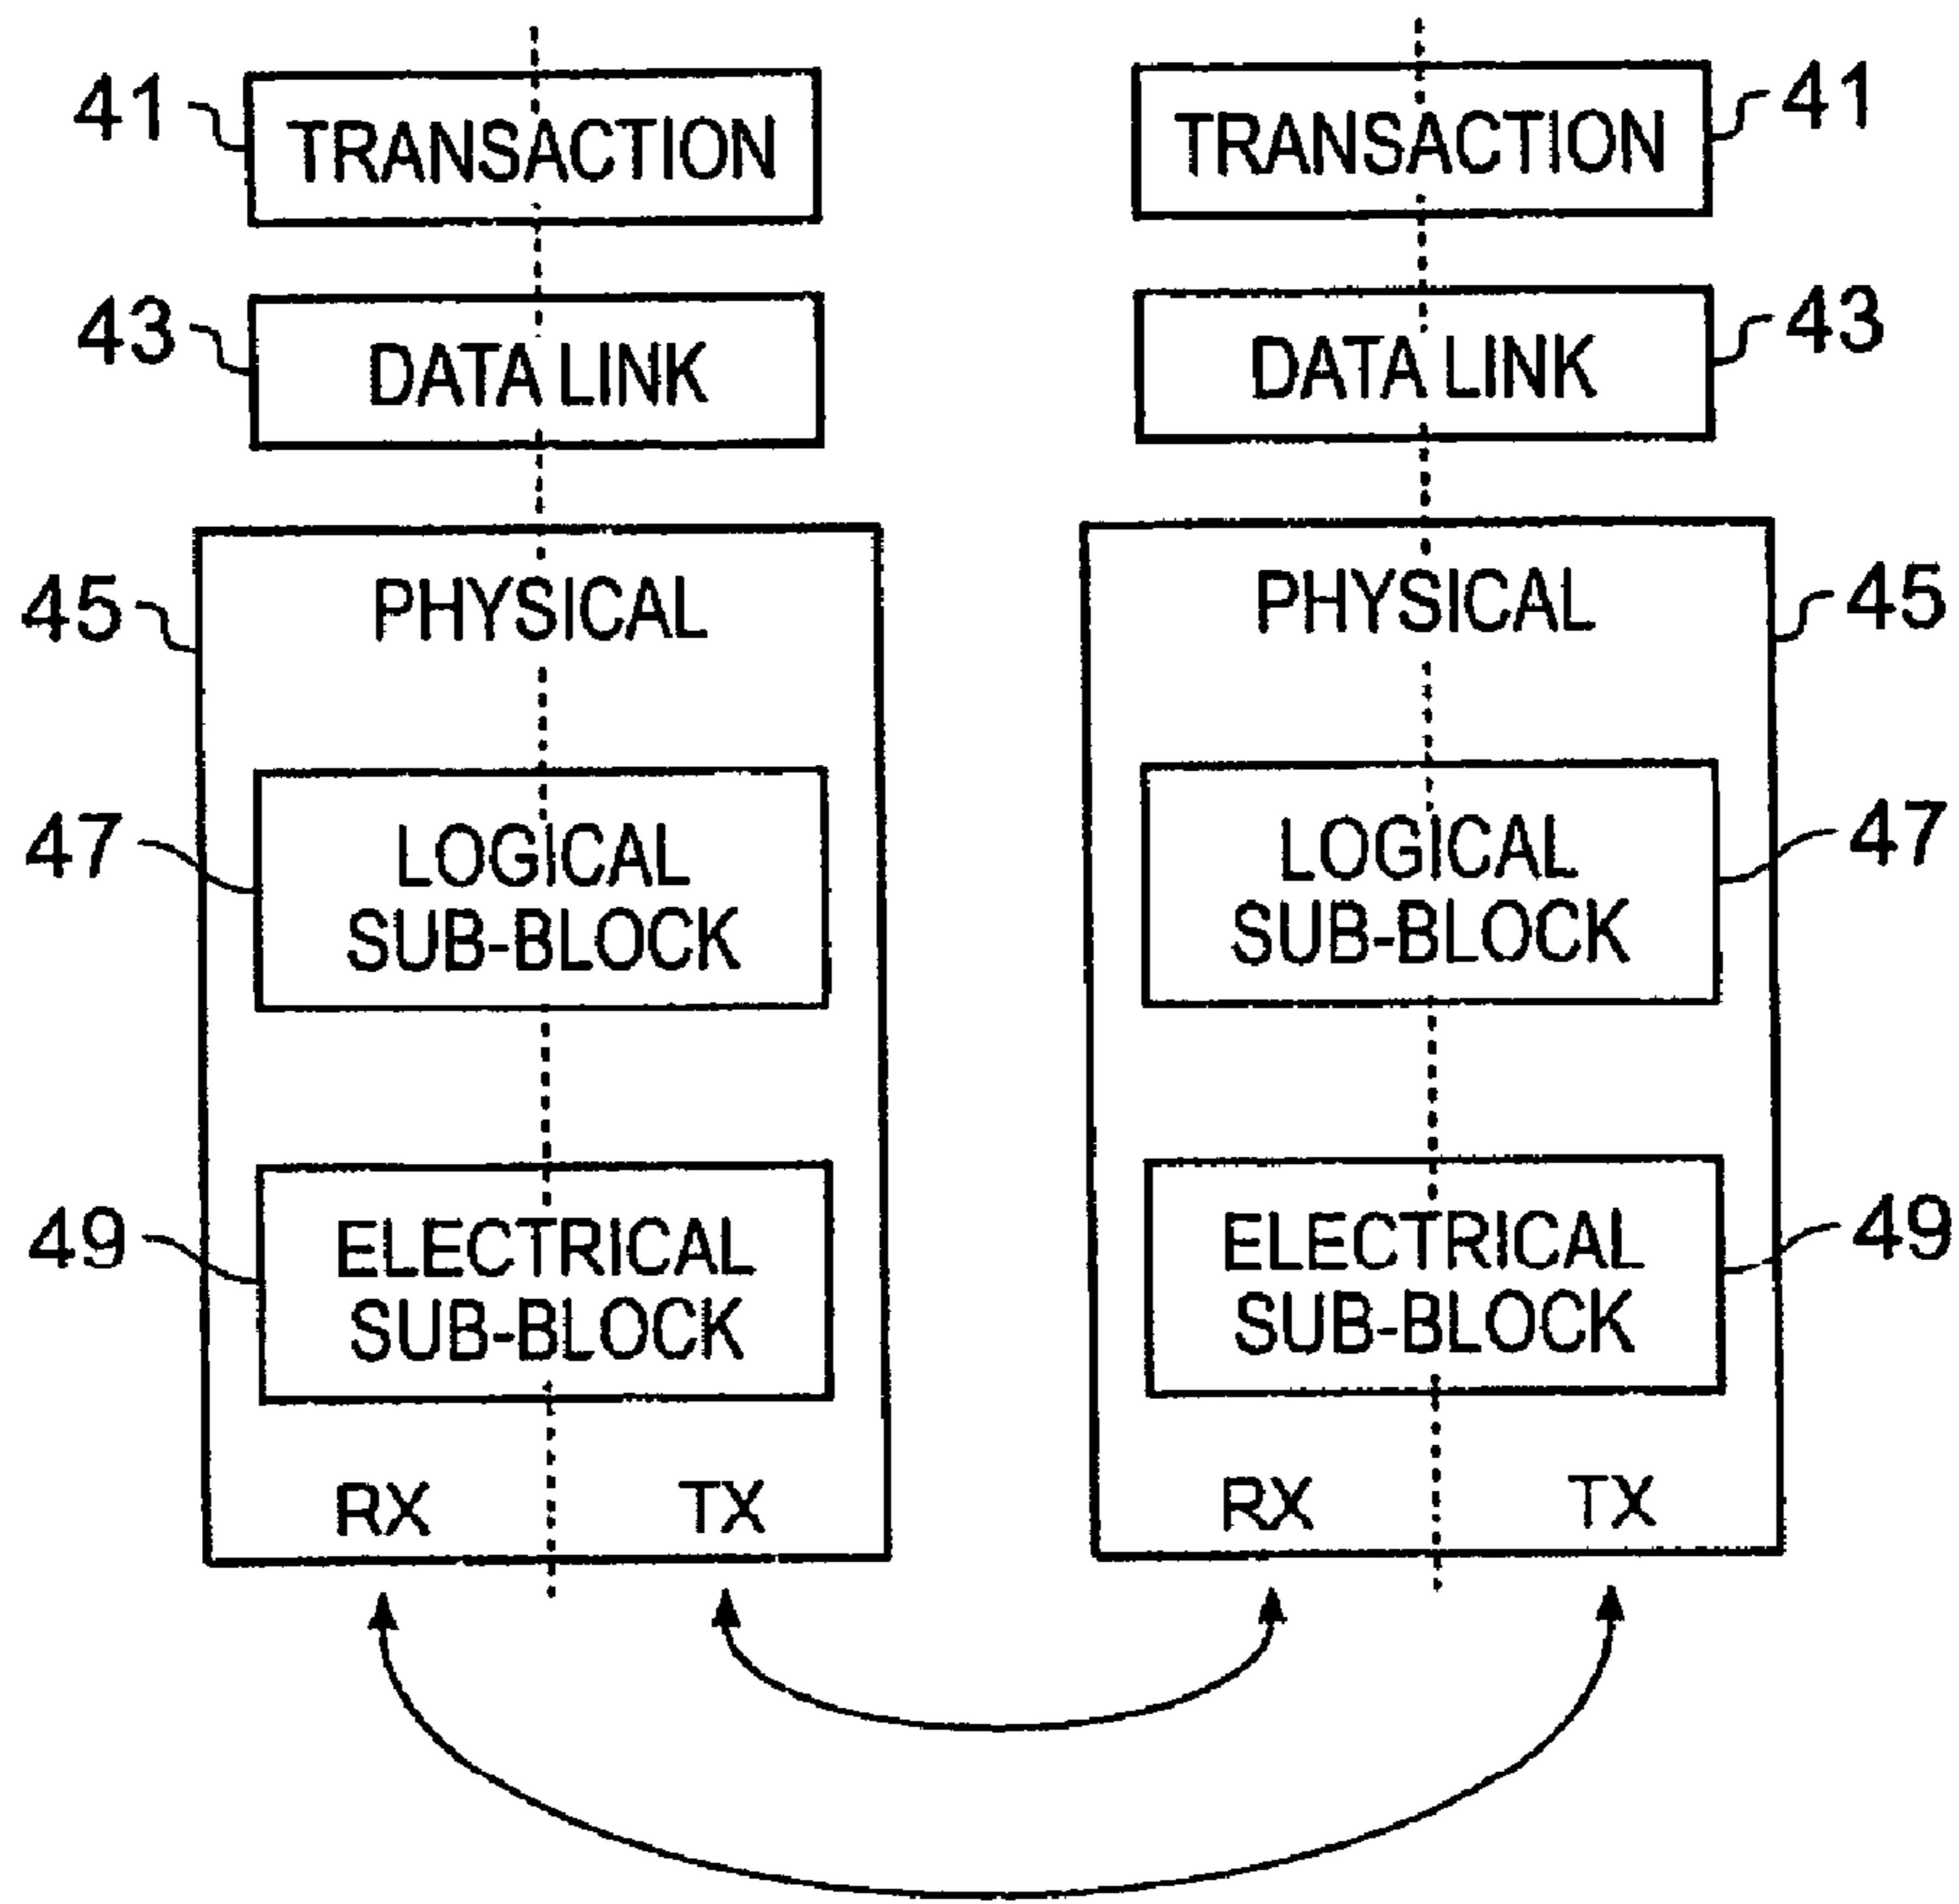 41
TRANSACTION
TRANSACTION
41
43
DATA LINK
DATA LINK
43
45
PHYSICAL
PHYSICAL
45
47
LOGICAL
SUB-BLOCK
LOGICAL
SUB-BLOCK
47
49
ELECTRICAL
SUB-BLOCK
ELECTRICAL
SUB-BLOCK
49
RX
TX
RX
TX